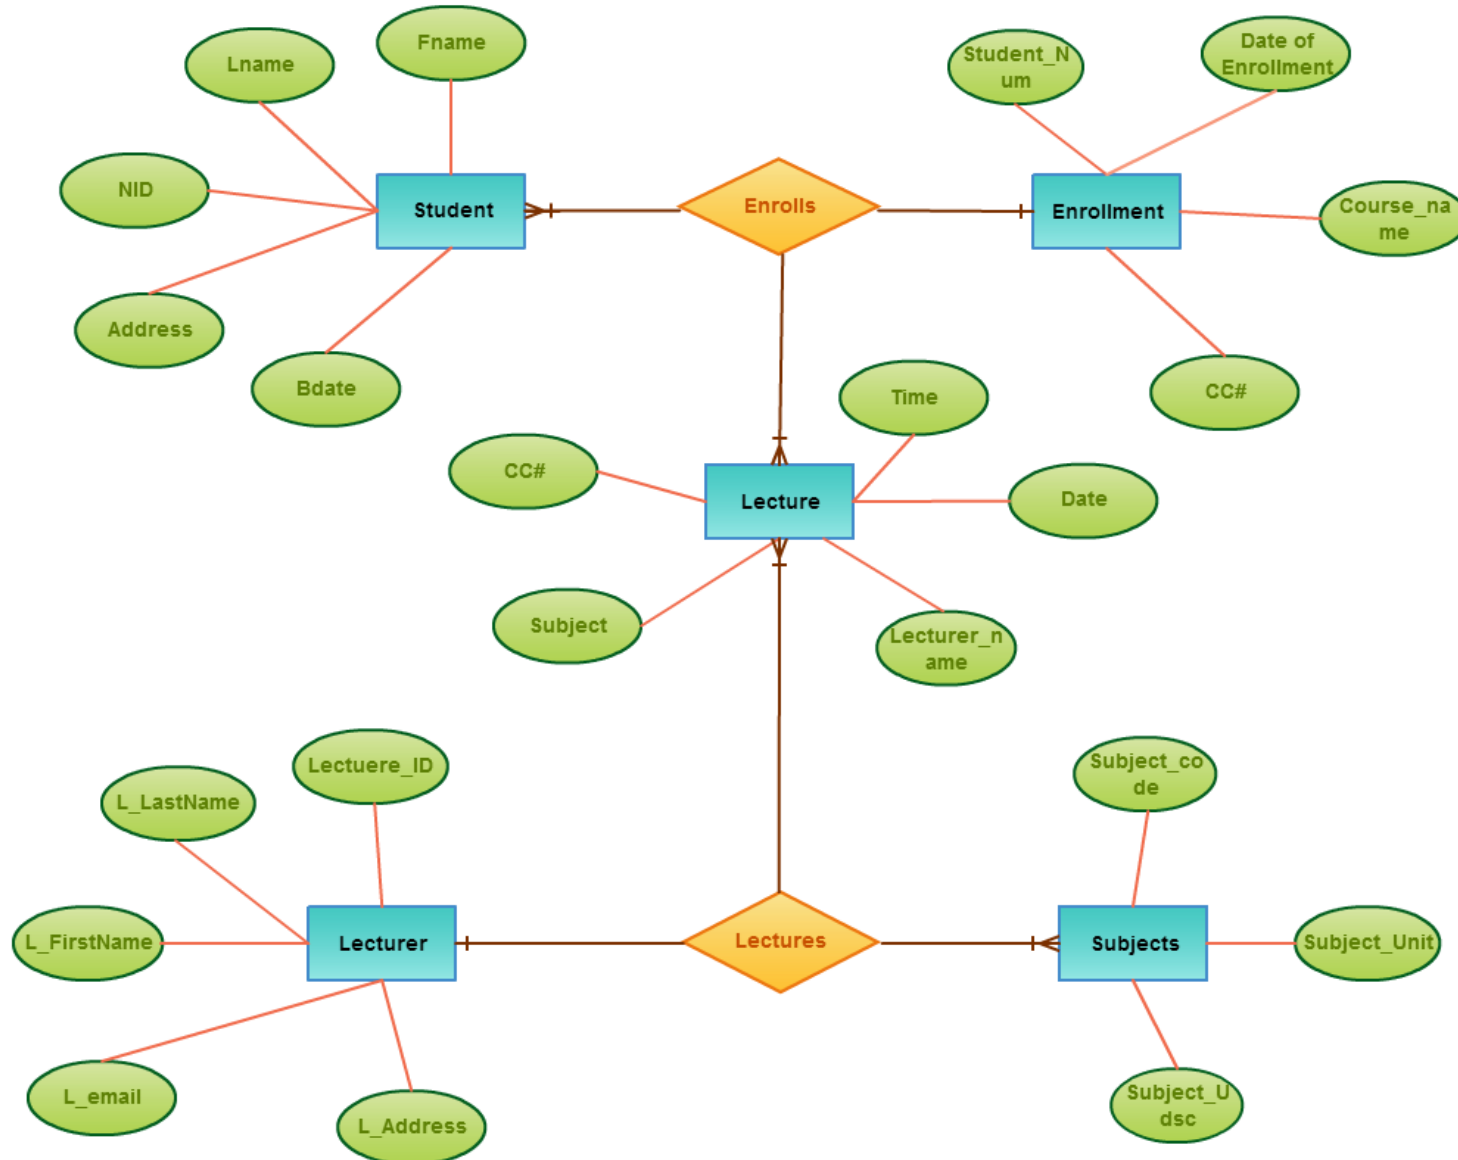 Fname
Lname
Student_N
um
Date of
Enrollment
NID
Student
Enrolls
Enrollment
Course_na
me
Address
Bdate
Time
CC#
CC#
Lecture
Date
Subject
Lecturer_n
ame
Lectuere_ID
Subject_co
de
L_LastName
L_FirstName
Lecturer
Lectures
Subjects
Subject_Unit
L_email
L_Address
Subject_U
dsc